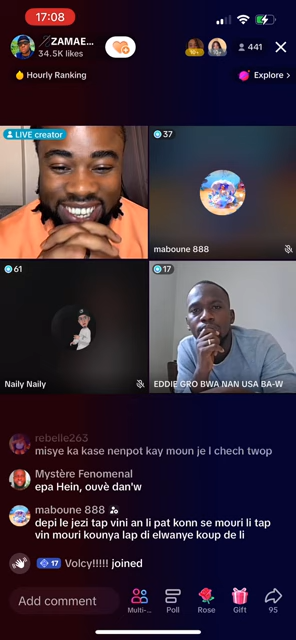 17:08
ZAMAE...
34.5K likes
441
Hourly Ranking
Explore >
LIVE creator
37
maboune 888
61
17
Naily Naily
EDDIE GRO BWA NAN USA BA-W
rebelle263
misye ka kase nenpot kay moun je l chech twop
Mystère Fenomenal
epa Hein, ouvè dan'w
maboune 888
depi le jezi tap vini an li pat konn se mouri li tap
vin mouri kounya lap di elwanye koup de li
17 Volcy!!!!! joined
Add comment
Multi-...
Poll
Rose
Gift
95